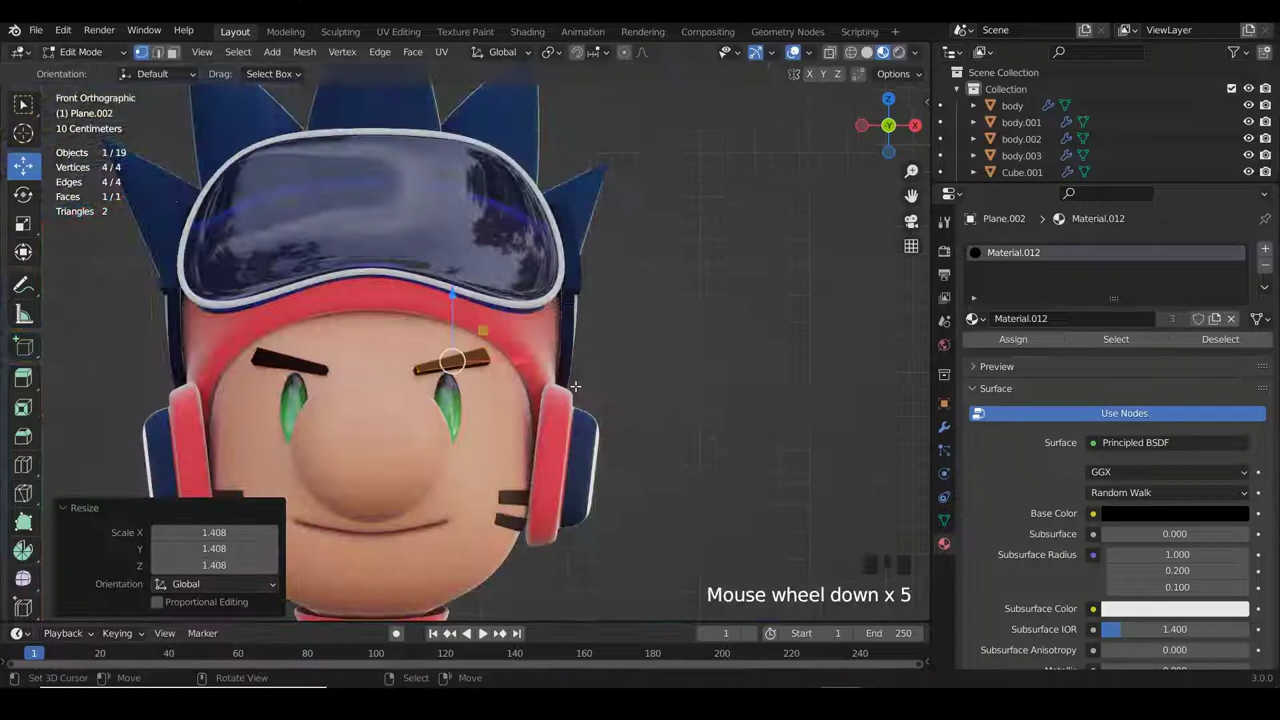 File Edit Render Window Help Layout Modeling Sculpting UV Editing Texture Paint Shading Animation Rendering Compositing Geometry Nodes Scripting Scene ViewLayer
Edit Mode View Select Add Mesh Vertex Edge Face UV Global
Orientation: Default Drag: Select Box X Y Z Options
Scene Collection
Collection
body
body.001
body.002
body.003
Cube.001
Front Orthographic
(1) Plane.002
10 Centimeters
Objects 1/19
Vertices 4/4
Edges 4/4
Faces 1/1
Triangles 2
Z
X
-Y
Plane.002 Material.012
Material.012
Material.012 3
Assign Select Deselect
Preview
Surface
Use Nodes
Surface Principled BSDF
GGX
Random Walk
Base Color
Subsurface 0.000
Subsurface Radius 1.000
0.200
0.100
Subsurface Color
Subsurface IOR 1.400
Subsurface Anisotropy 0.000
Resize
Scale X 1.408
Y 1.408
Z 1.408
Orientation Global
Proportional Editing
Mouse wheel down x 5
Playback Keying View Marker 1 Start 1 End 250
1 20 40 60 80 100 120 140 160 180 200 220 240
Set 3D Cursor Move Rotate View Select Move 3.0.0